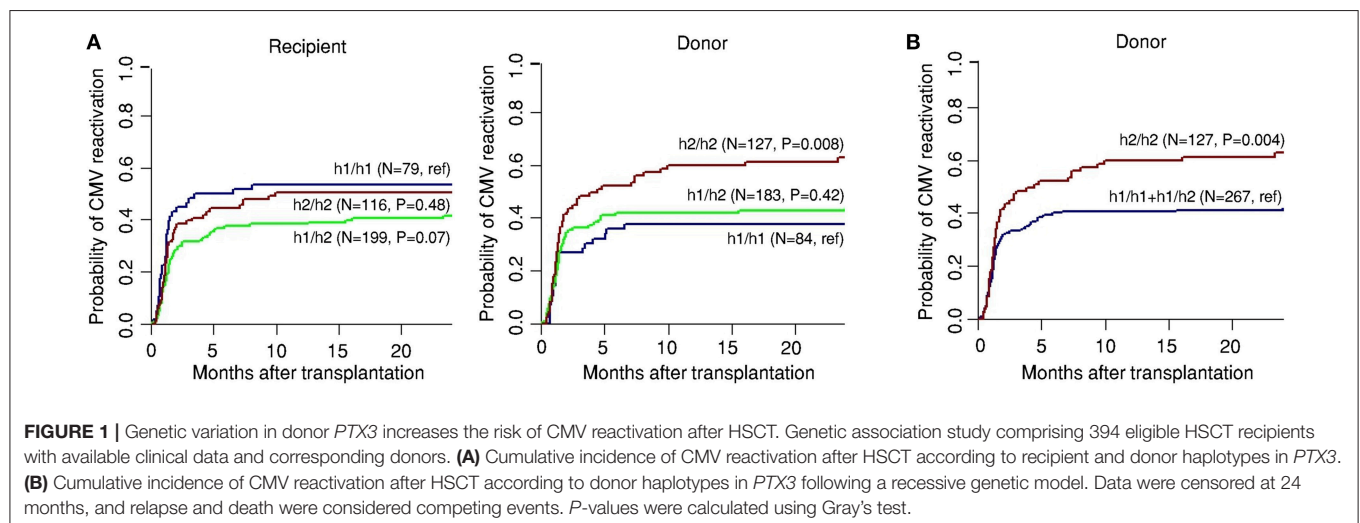 A
Recipient
Probability of CMV reactivation
0.0 0.2 0.4 0.6 0.8 1.0
h1/h1 (N=79, ref)
h2/h2 (N=116, P=0.48)
h1/h2 (N=199, P=0.07)
0 5 10 15 20
Months after transplantation
Donor
Probability of CMV reactivation
0.0 0.2 0.4 0.6 0.8 1.0
h2/h2 (N=127, P=0.008)
h1/h2 (N=183, P=0.42)
h1/h1 (N=84, ref)
0 5 10 15 20
Months after transplantation
B
Donor
Probability of CMV reactivation
0.0 0.2 0.4 0.6 0.8 1.0
h2/h2 (N=127, P=0.004)
h1/h1+h1/h2 (N=267, ref)
0 5 10 15 20
Months after transplantation
FIGURE 1 | Genetic variation in donor PTX3 increases the risk of CMV reactivation after HSCT. Genetic association study comprising 394 eligible HSCT recipients
with available clinical data and corresponding donors. (A) Cumulative incidence of CMV reactivation after HSCT according to recipient and donor haplotypes in PTX3.
(B) Cumulative incidence of CMV reactivation after HSCT according to donor haplotypes in PTX3 following a recessive genetic model. Data were censored at 24
months, and relapse and death were considered competing events. P-values were calculated using Gray's test.